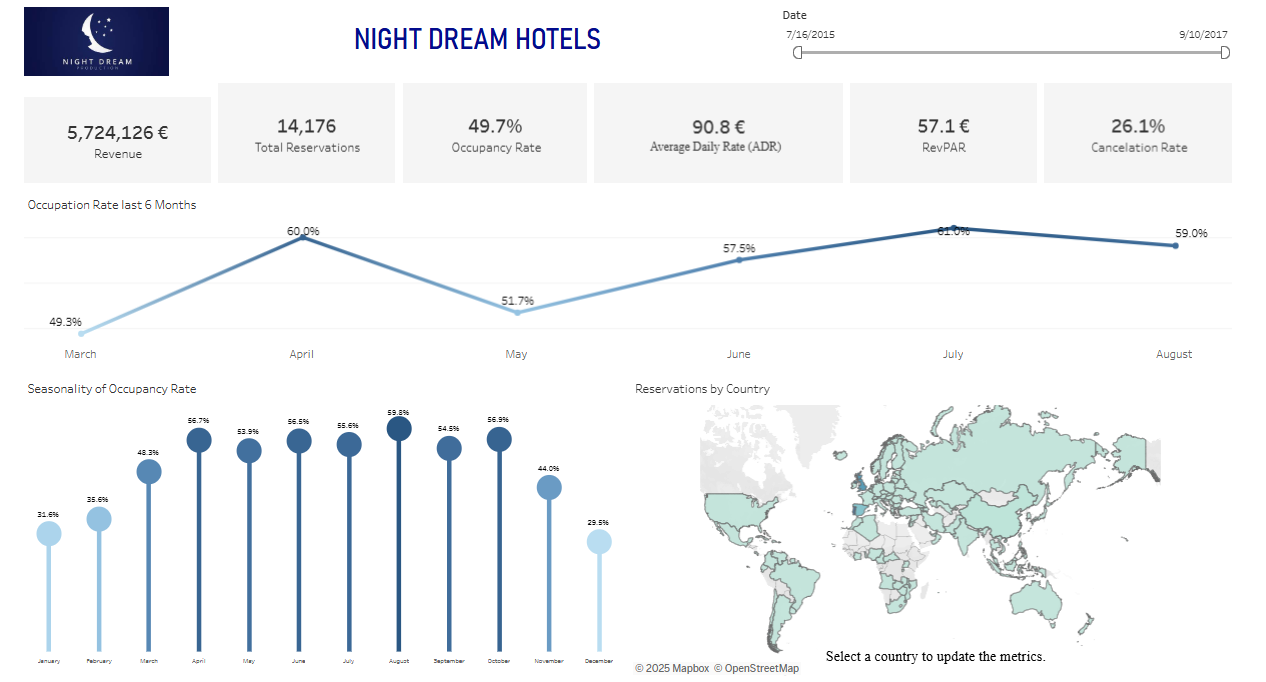 NIGHT DREAM
PRODUCTION
NIGHT DREAM HOTELS
Date
7/16/2015 9/10/2017
5,724,126 €
Revenue
14,176
Total Reservations
49.7%
Occupancy Rate
90.8 €
Average Daily Rate (ADR)
57.1 €
RevPAR
26.1%
Cancelation Rate
Occupation Rate last 6 Months
49.3% 60.0% 51.7% 57.5% 61.0% 59.0%
March April May June July August
Seasonality of Occupancy Rate
31.6% 35.6% 48.3% 56.7% 53.9% 56.5% 55.6% 59.8% 54.5% 56.9% 44.0% 29.5%
January February March April May June July August September October November December
Reservations by Country
© 2025 Mapbox © OpenStreetMap
Select a country to update the metrics.